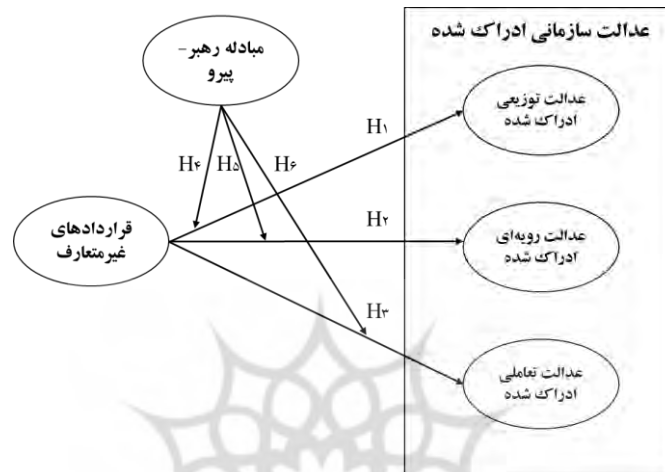 عدالت سازمانی ادراک شده
مبادله رهبر-
پیرو
عدالت توزیعی
ادراک شده
H۱
H۴
H۵
H۶
قراردادهای
غیرمتعارف
H۲
عدالت رویه‌ای
ادراک شده
H۳
عدالت تعاملی
ادراک شده